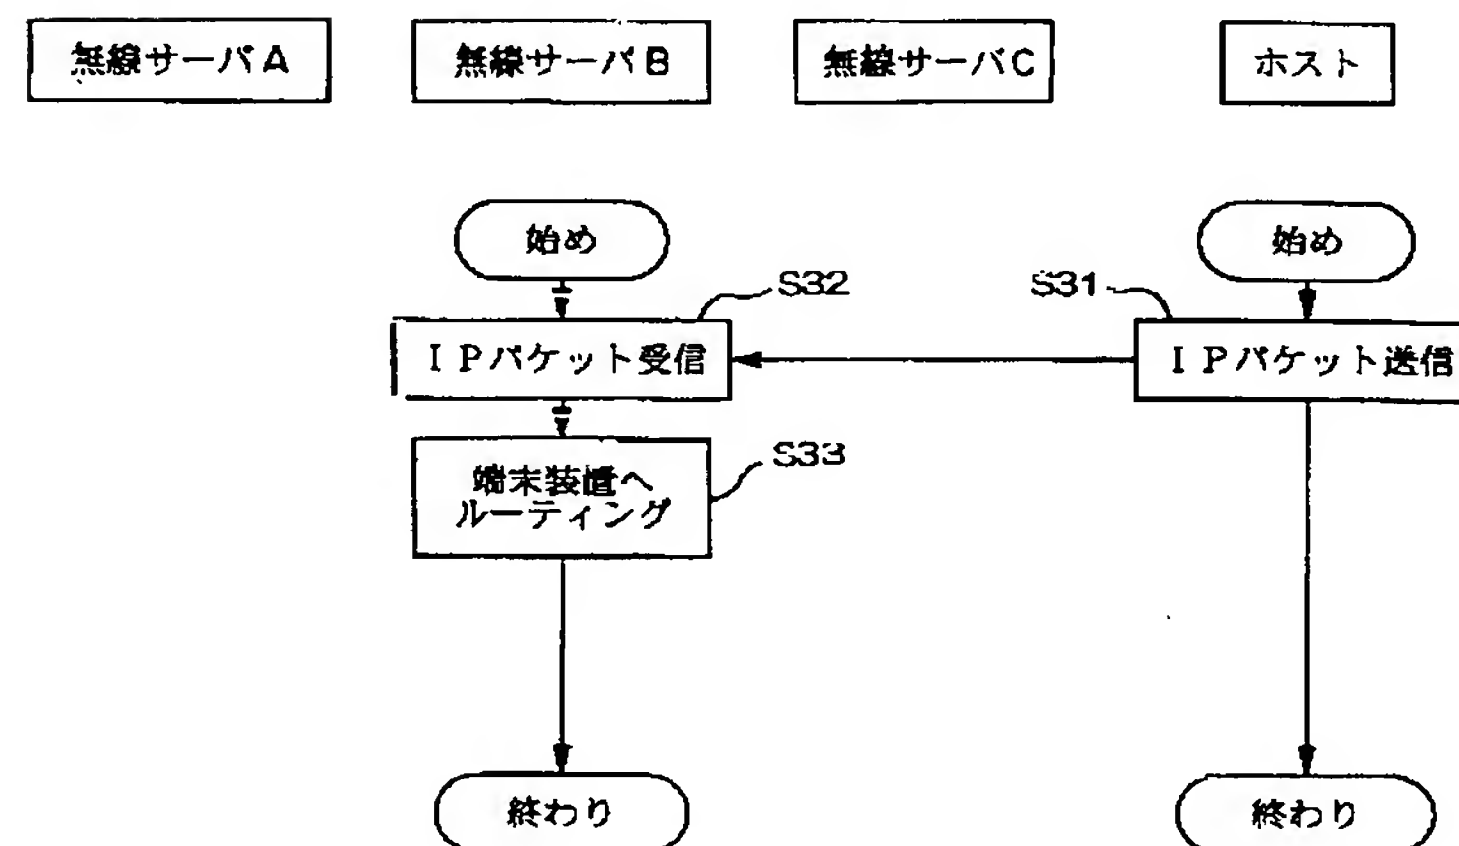 無線サーバA
無線サーバB
無線サーバC
ホスト
始め
始め
S32
S31
IPパケット受信
IPパケット送信
S33
端末装置へ
ルーティング
終わり
終わり